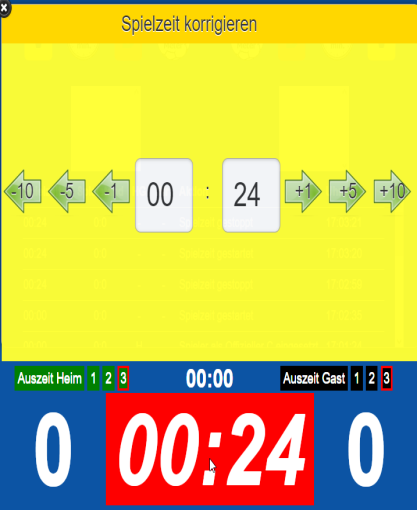 Spielzeit korrigieren
-10 -5 -1 00 : 24 +1 +5 +10
Auszeit Heim 1 2 3 00:00 Auszeit Gast 1 2 3
0 00:24 0